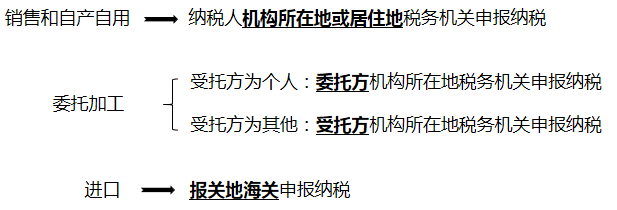 销售和自产自用 纳税人机构所在地或居住地税务机关申报纳税
受托方为个人：委托方机构所在地税务机关申报纳税
委托加工
受托方为其他：受托方机构所在地税务机关申报纳税
进口 报关地海关申报纳税